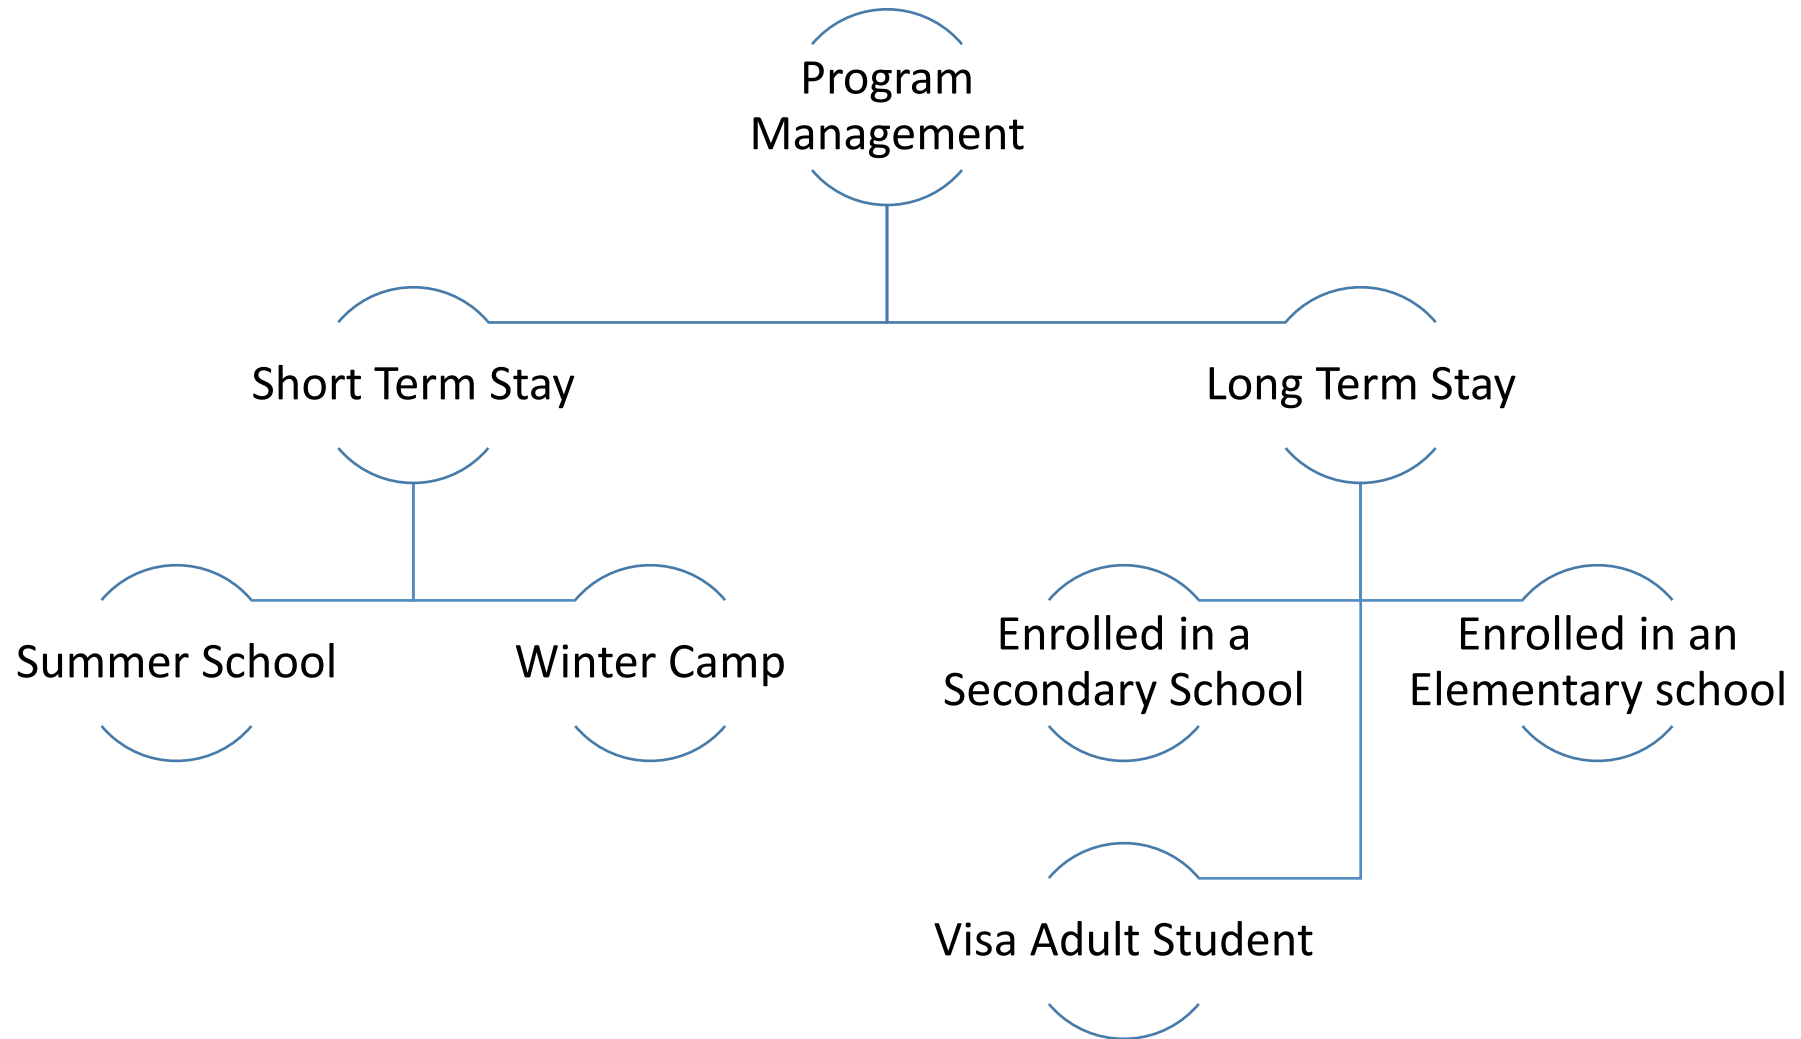 Program
Management
Short Term Stay
Long Term Stay
Summer School
Winter Camp
Enrolled in a
Secondary School
Enrolled in an
Elementary school
Visa Adult Student